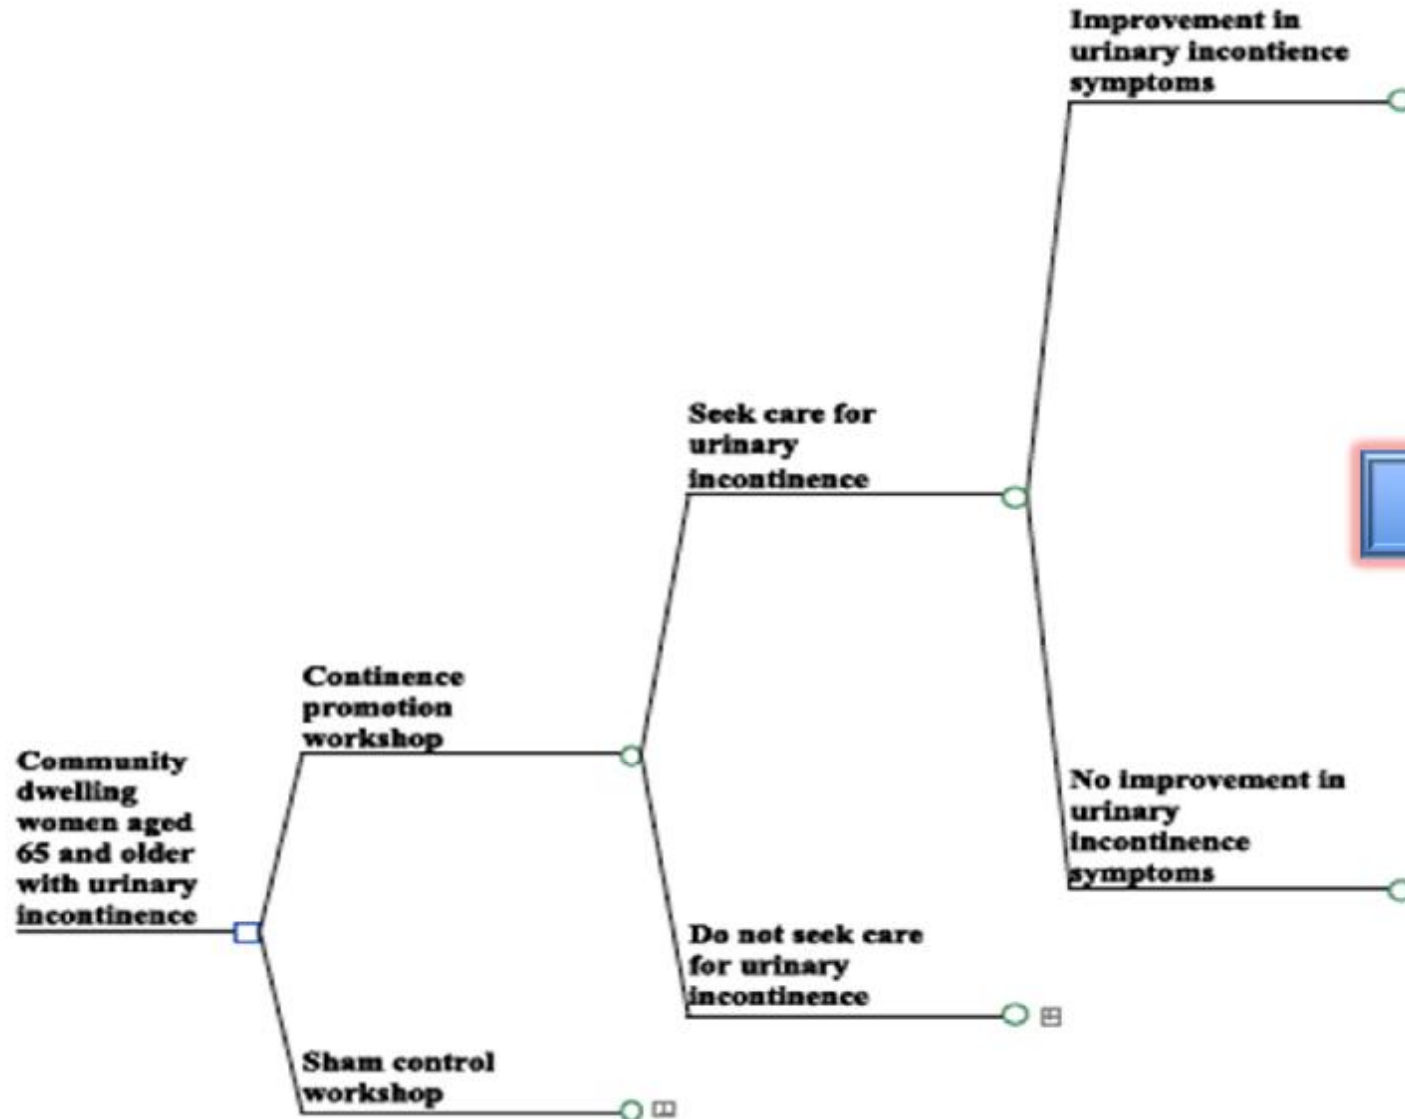 Improvement in
urinary incontience
symptoms
Seek care for
urinary
incontinence
Continence
promotion
workshop
Community
dwelling
women aged
65 and older
with urinary
incontinence
No improvement in
urinary
incontinence
symptoms
Do not seek care
for urinary
incontinence
Sham control
workshop